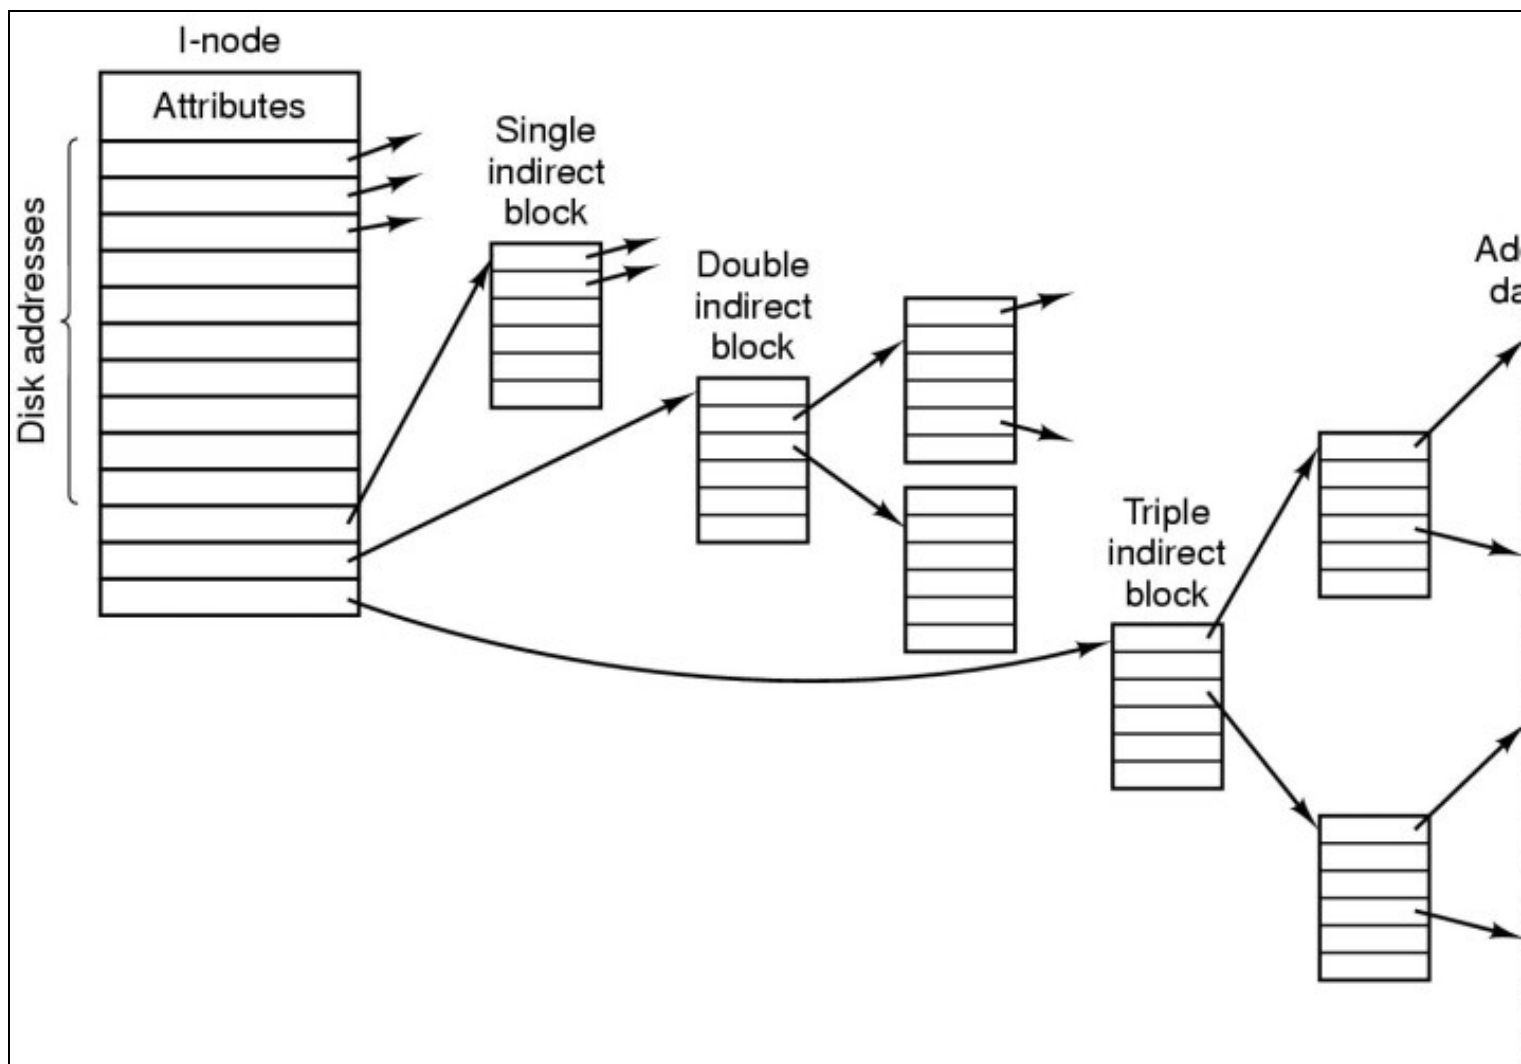 I-node
Attributes
Disk addresses
Single
indirect
block
Double
indirect
block
Triple
indirect
block